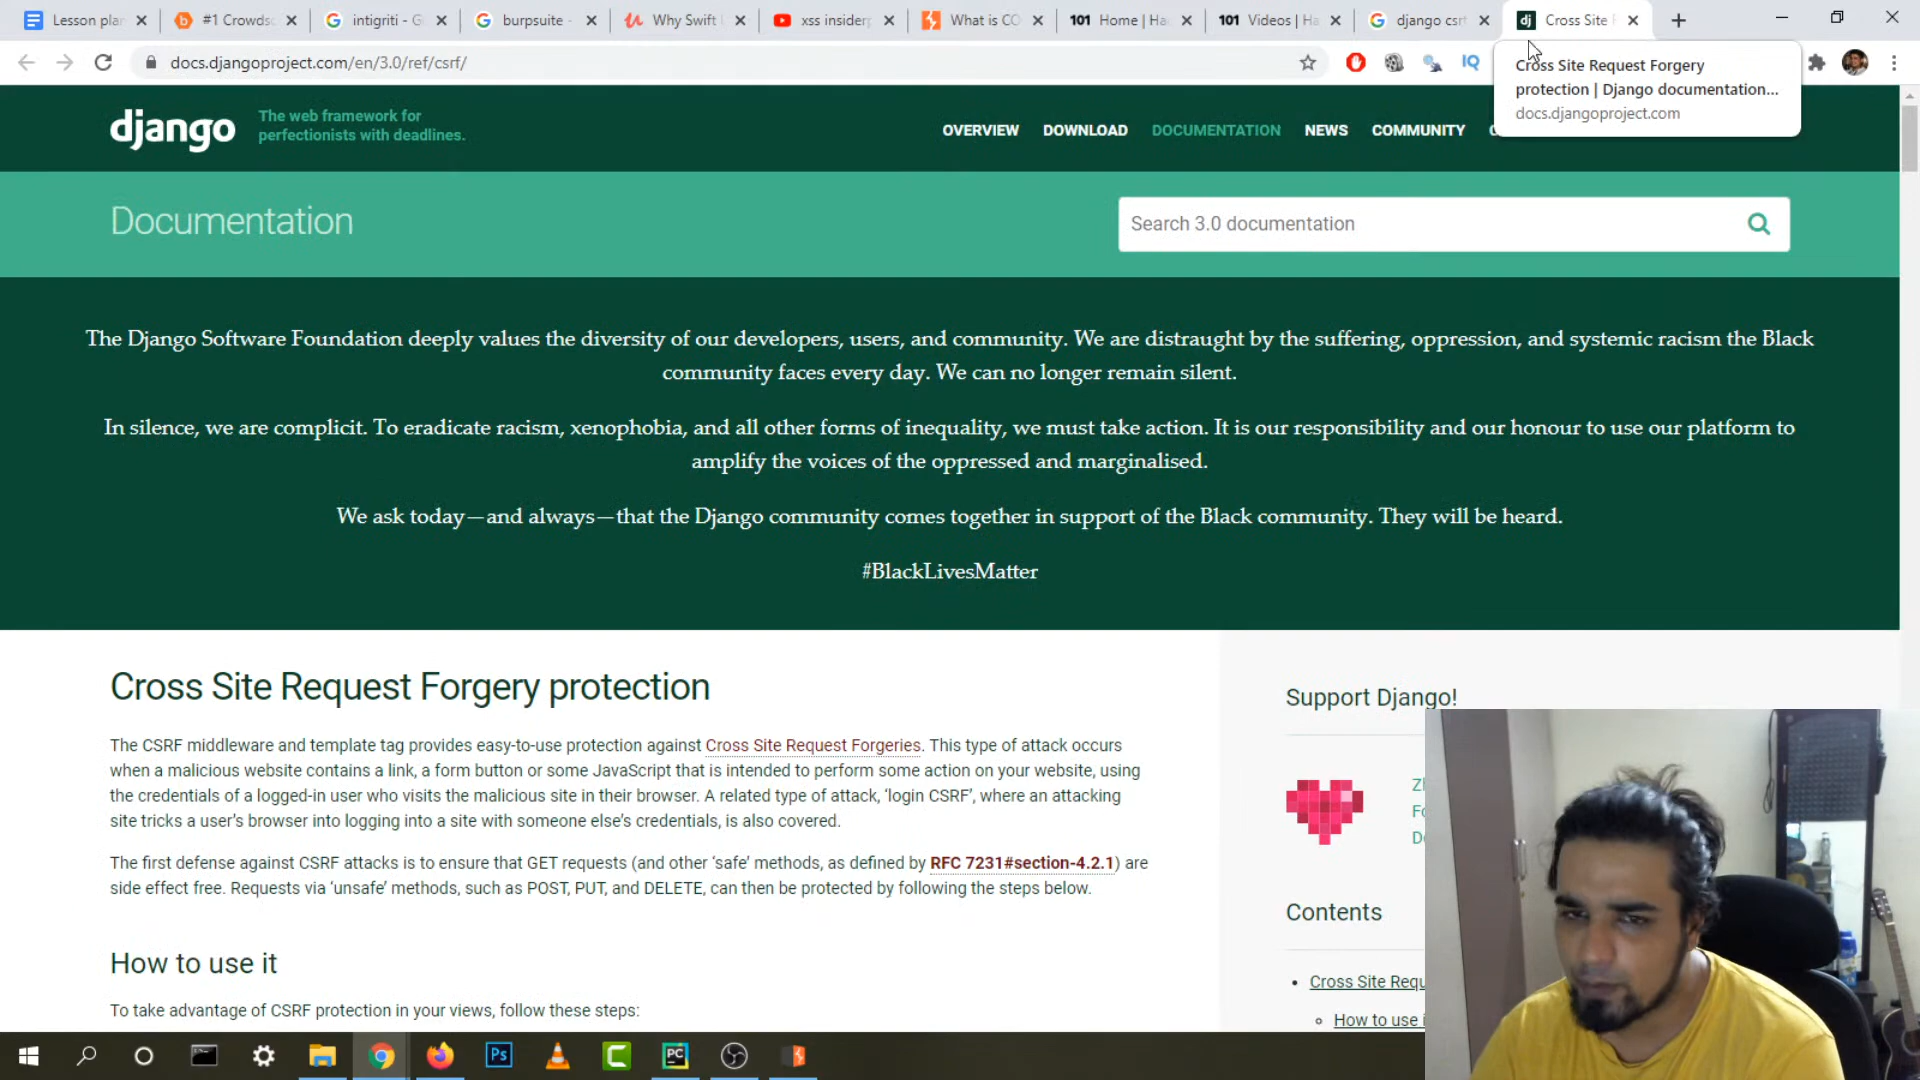 Lesson plan
#1 Crowds
intigriti - G
burpsuite -
Why Swift
xss insider
What is CO
101 Home | Ha
101 Videos | Ha
django csr
Cross Site
docs.djangoproject.com/en/3.0/ref/csrf/
IQ
Cross Site Request Forgery
protection | Django documentation...
docs.djangoproject.com
django
The web framework for
perfectionists with deadlines.
OVERVIEW DOWNLOAD DOCUMENTATION NEWS COMMUNITY
Documentation
Search 3.0 documentation
The Django Software Foundation deeply values the diversity of our developers, users, and community. We are distraught by the suffering, oppression, and systemic racism the Black
community faces every day. We can no longer remain silent.
In silence, we are complicit. To eradicate racism, xenophobia, and all other forms of inequality, we must take action. It is our responsibility and our honour to use our platform to
amplify the voices of the oppressed and marginalised.
We ask today—and always—that the Django community comes together in support of the Black community. They will be heard.
#BlackLivesMatter
Cross Site Request Forgery protection
The CSRF middleware and template tag provides easy-to-use protection against Cross Site Request Forgeries. This type of attack occurs
when a malicious website contains a link, a form button or some JavaScript that is intended to perform some action on your website, using
the credentials of a logged-in user who visits the malicious site in their browser. A related type of attack, ‘login CSRF’, where an attacking
site tricks a user’s browser into logging into a site with someone else’s credentials, is also covered.
The first defense against CSRF attacks is to ensure that GET requests (and other ‘safe’ methods, as defined by RFC 7231#section-4.2.1) are
side effect free. Requests via ‘unsafe’ methods, such as POST, PUT, and DELETE, can then be protected by following the steps below.
How to use it
To take advantage of CSRF protection in your views, follow these steps:
Support Django!
Contents
Cross Site Requ
How to use i
Ps
PC